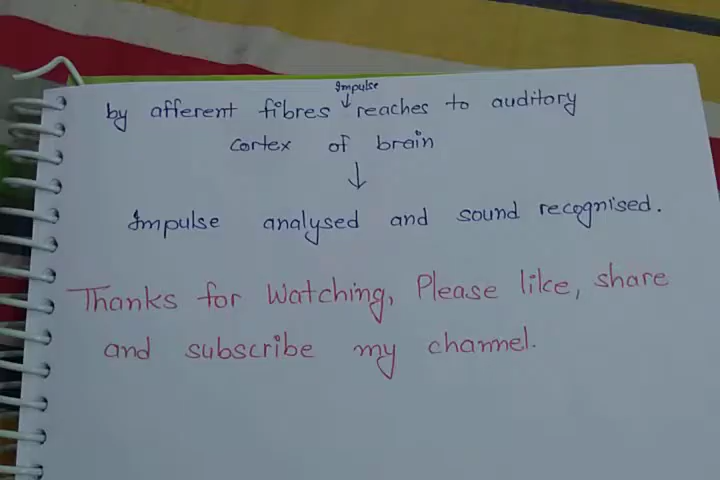 Impulse
by afferent fibres ↓ reaches to auditory
cortex of brain
↓
Impulse analysed and sound recognised.
Thanks for Watching, Please like, share
and subscribe my channel.